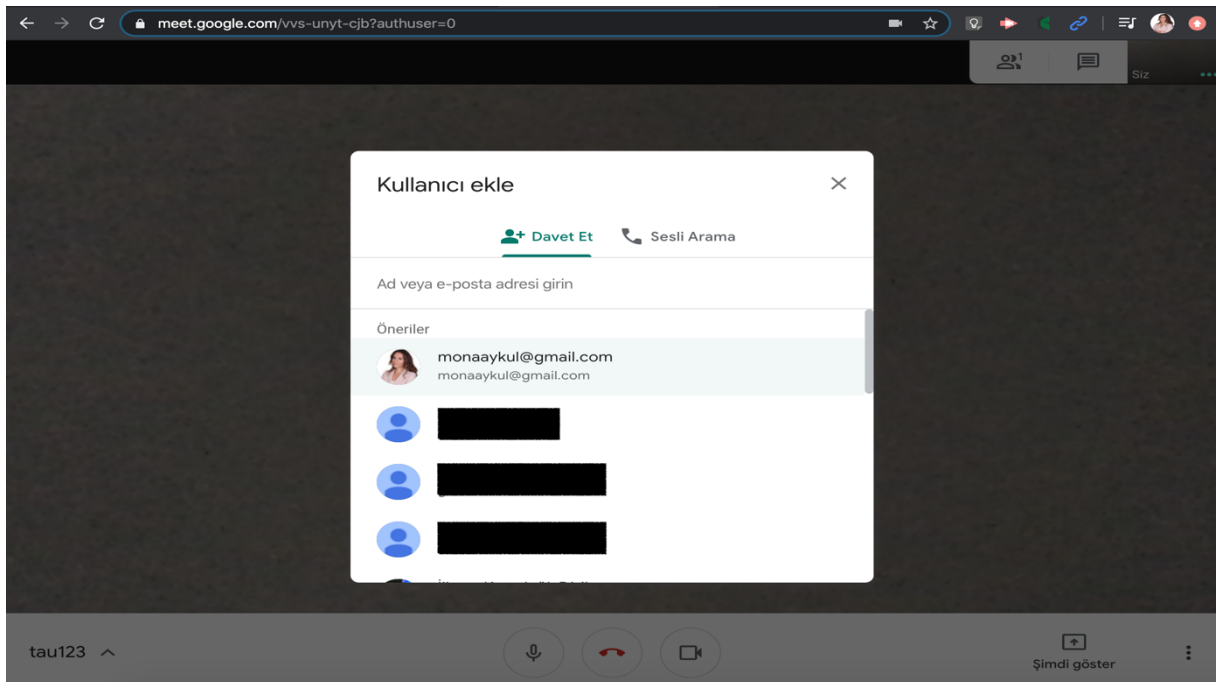 meet.google.com/vvs-unyt-cjb?authuser=0
1
Siz
Kullanıcı ekle
Davet Et
Sesli Arama
Ad veya e-posta adresi girin
Öneriler
monaaykul@gmail.com
monaaykul@gmail.com
tau123
Şimdi göster